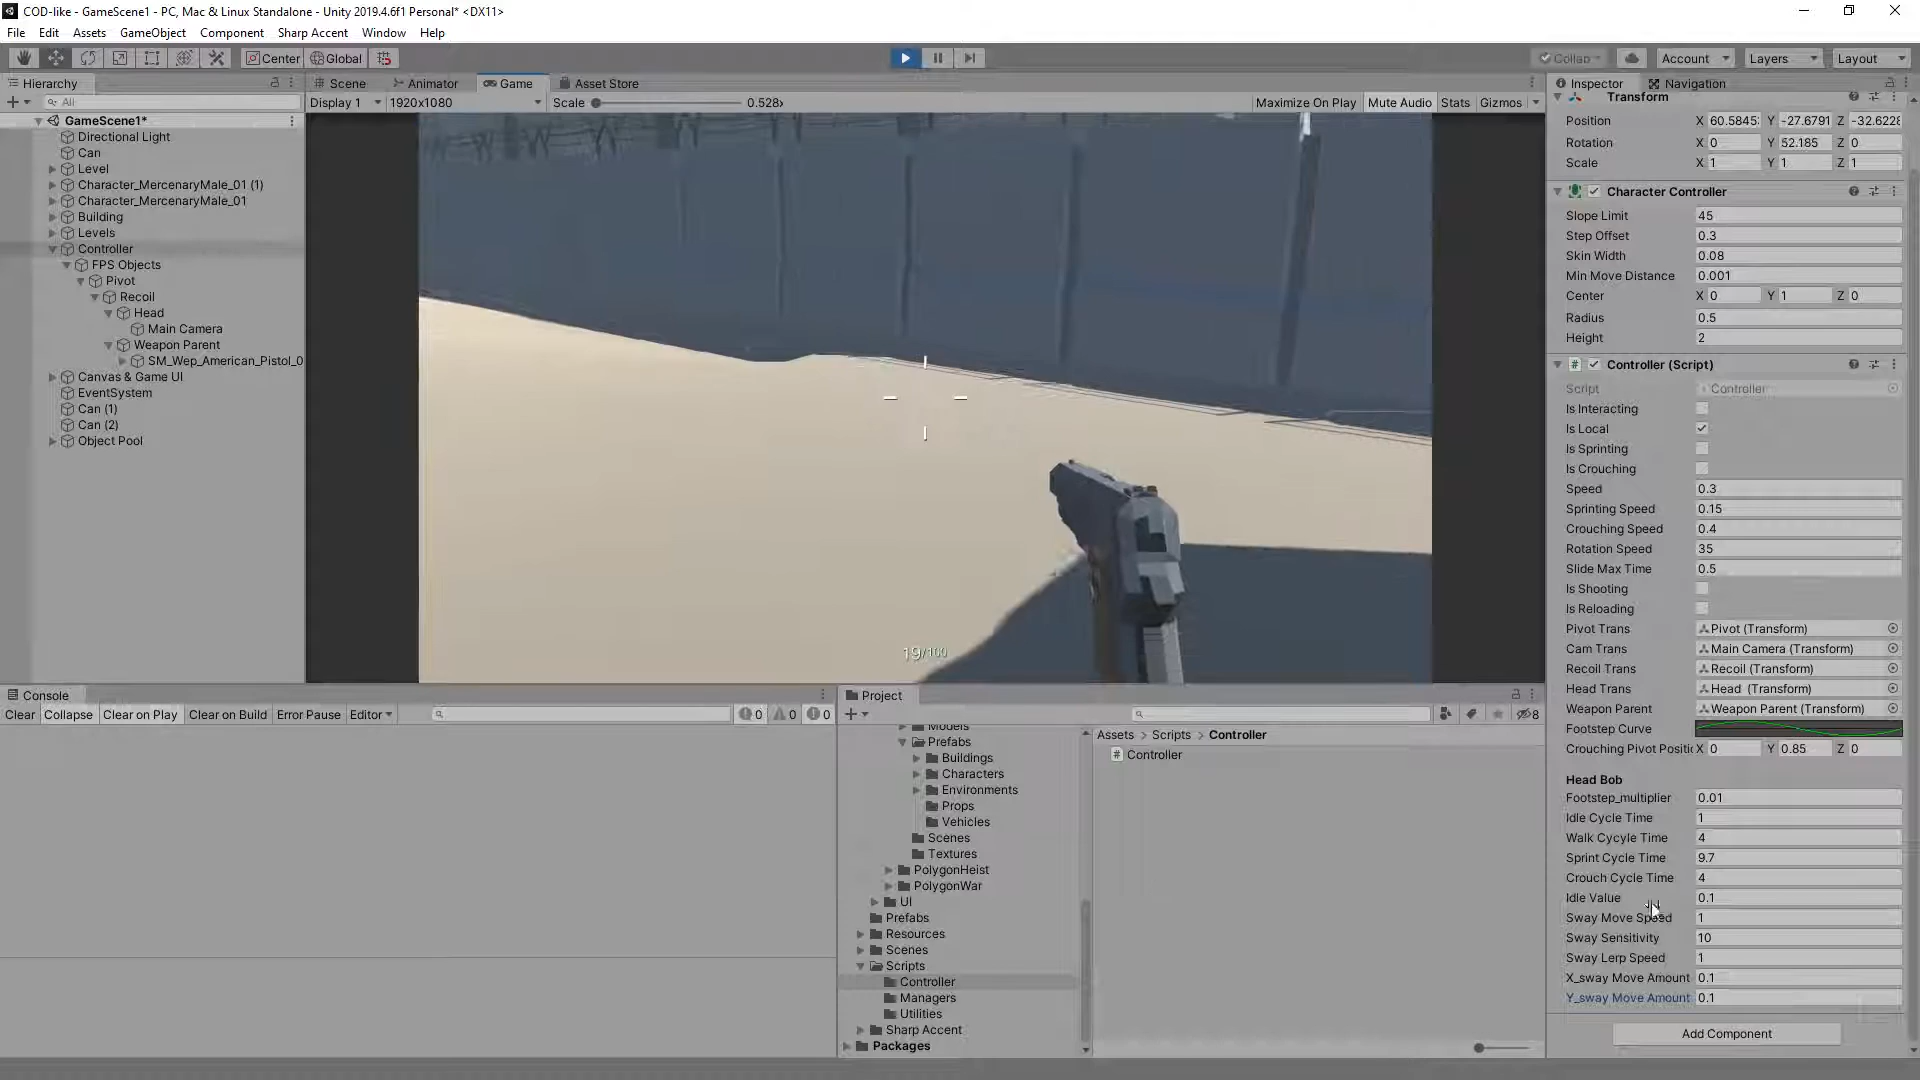 COD-like - GameScene1 - PC, Mac & Linux Standalone - Unity 2019.4.6f1 Personal* <DX11>
File Edit Assets GameObject Component Sharp Accent Window Help
Center Global Collab Account Layers Layout
Hierarchy
All
GameScene1*
Directional Light
Can
Level
Character_MercenaryMale_01 (1)
Character_MercenaryMale_01
Building
Levels
Controller
FPS Objects
Pivot
Recoil
Head
Main Camera
Weapon Parent
SM_Wep_American_Pistol_0
Canvas & Game UI
EventSystem
Can (1)
Can (2)
Object Pool
Scene Animator Game Asset Store
Display 1 1920x1080 Scale 0.528x Maximize On Play Mute Audio Stats Gizmos
19/100
Inspector Navigation
Transform
Position X 60.5845 Y -27.6791 Z -32.6228
Rotation X 0 Y 52.185 Z 0
Scale X 1 Y 1 Z 1
Character Controller
Slope Limit 45
Step Offset 0.3
Skin Width 0.08
Min Move Distance 0.001
Center X 0 Y 1 Z 0
Radius 0.5
Height 2
Controller (Script)
Script Controller
Is Interacting
Is Local
Is Sprinting
Is Crouching
Speed 0.3
Sprinting Speed 0.15
Crouching Speed 0.4
Rotation Speed 35
Slide Max Time 0.5
Is Shooting
Is Reloading
Pivot Trans Pivot (Transform)
Cam Trans Main Camera (Transform)
Recoil Trans Recoil (Transform)
Head Trans Head (Transform)
Weapon Parent Weapon Parent (Transform)
Footstep Curve
Crouching Pivot Positi X 0 Y 0.85 Z 0
Head Bob
Footstep_multiplier 0.01
Idle Cycle Time 1
Walk Cycyle Time 4
Sprint Cycle Time 9.7
Crouch Cycle Time 4
Idle Value 0.1
Sway Move Speed 1
Sway Sensitivity 10
Sway Lerp Speed 1
X_sway Move Amount 0.1
Y_sway Move Amount 0.1
Add Component
Console
Clear Collapse Clear on Play Clear on Build Error Pause Editor 0 0 0
Project
8
Models
Prefabs
Buildings
Characters
Environments
Props
Vehicles
Scenes
Textures
PolygonHeist
PolygonWar
UI
Prefabs
Resources
Scenes
Scripts
Controller
Managers
Utilities
Sharp Accent
Packages
Assets > Scripts > Controller
Controller